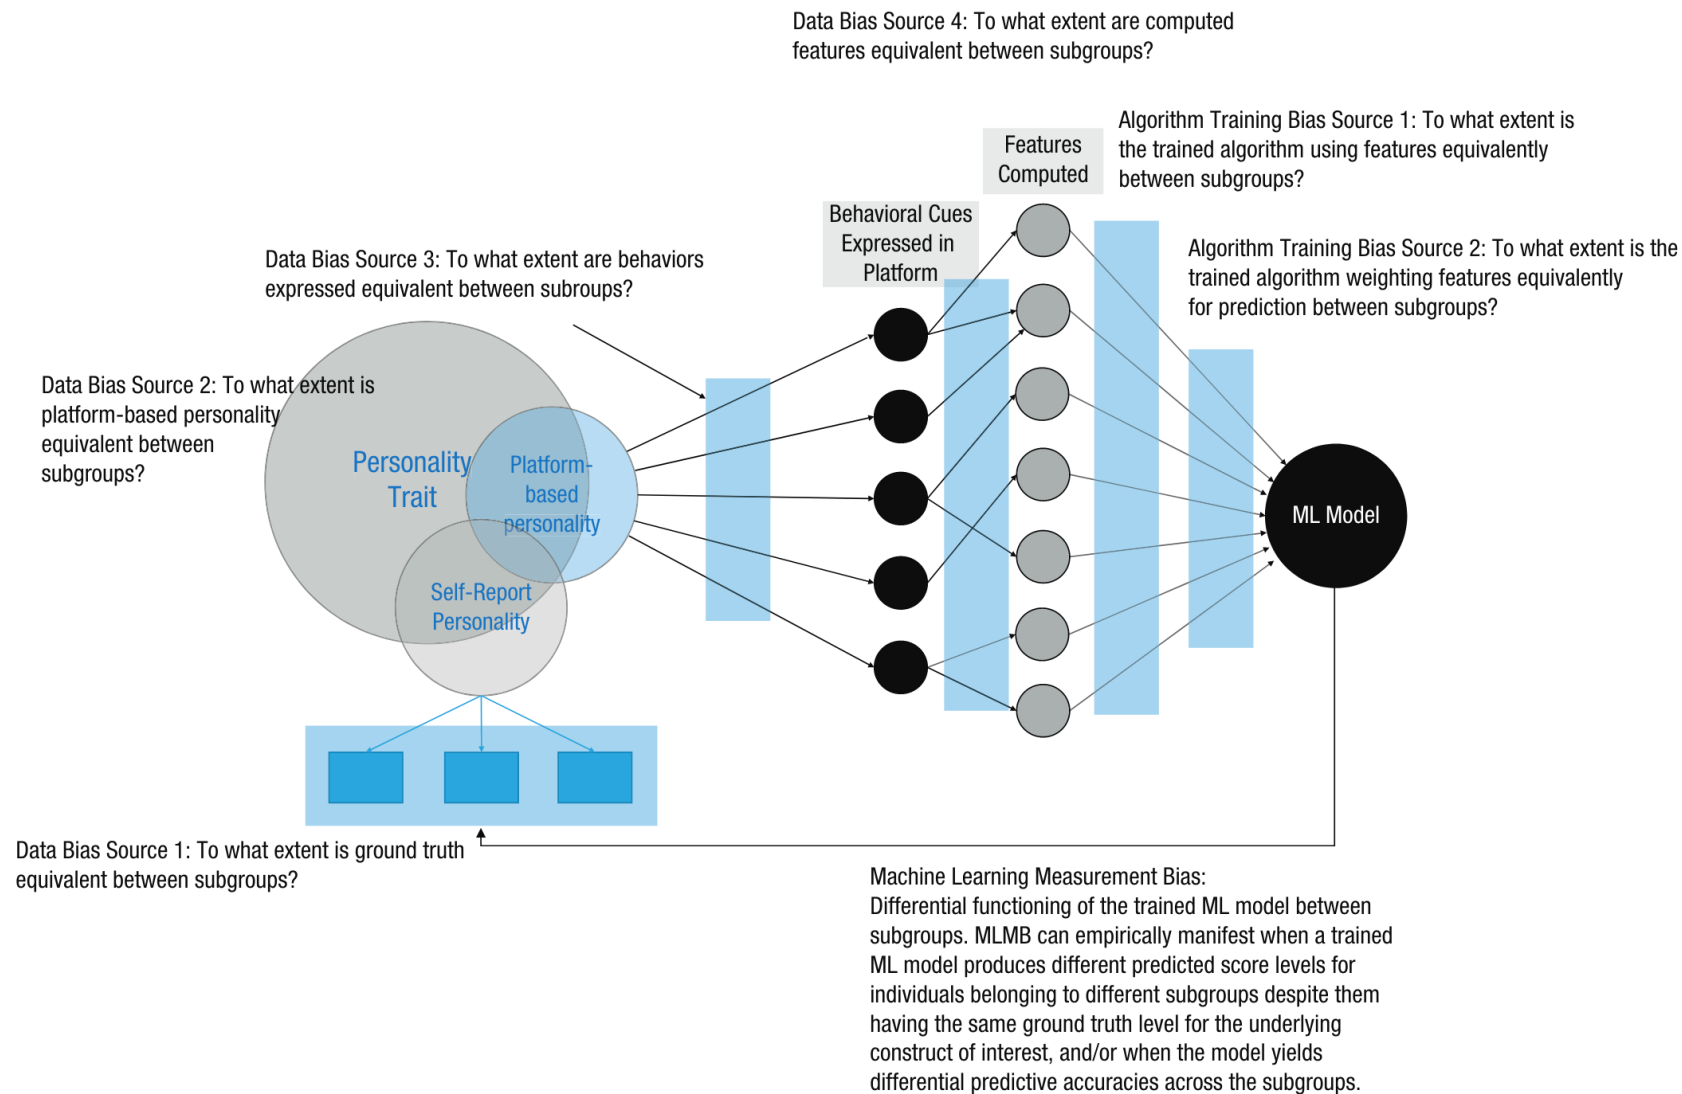 Data Bias Source 4: To what extent are computed
features equivalent between subgroups?
Algorithm Training Bias Source 1: To what extent is
the trained algorithm using features equivalently
between subgroups?
Features
Computed
Behavioral Cues
Expressed in
Platform
Algorithm Training Bias Source 2: To what extent is the
trained algorithm weighting features equivalently
for prediction between subgroups?
Data Bias Source 3: To what extent are behaviors
expressed equivalent between subroups?
Data Bias Source 2: To what extent is
platform-based personality
equivalent between
subgroups?
Personality
Trait
Platform-
based
personality
Self-Report
Personality
ML Model
Data Bias Source 1: To what extent is ground truth
equivalent between subgroups?
Machine Learning Measurement Bias:
Differential functioning of the trained ML model between
subgroups. MLMB can empirically manifest when a trained
ML model produces different predicted score levels for
individuals belonging to different subgroups despite them
having the same ground truth level for the underlying
construct of interest, and/or when the model yields
differential predictive accuracies across the subgroups.